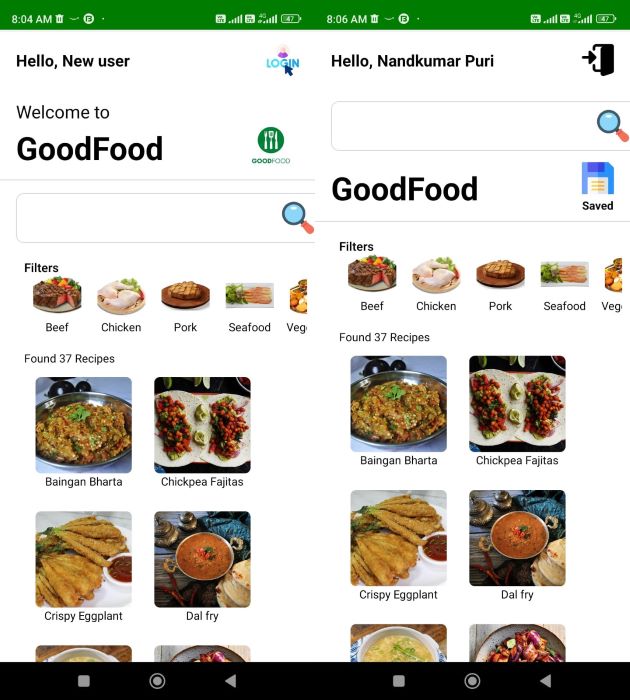 8:04 AM
47
Hello, New user
LOGIN
Welcome to
GoodFood
GOODFOOD
Filters
Beef Chicken Pork Seafood Veg
Found 37 Recipes
Baingan Bharta Chickpea Fajitas
Crispy Eggplant Dal fry
8:06 AM
47
Hello, Nandkumar Puri
GoodFood
Saved
Filters
Beef Chicken Pork Seafood Veg
Found 37 Recipes
Baingan Bharta Chickpea Fajitas
Crispy Eggplant Dal fry